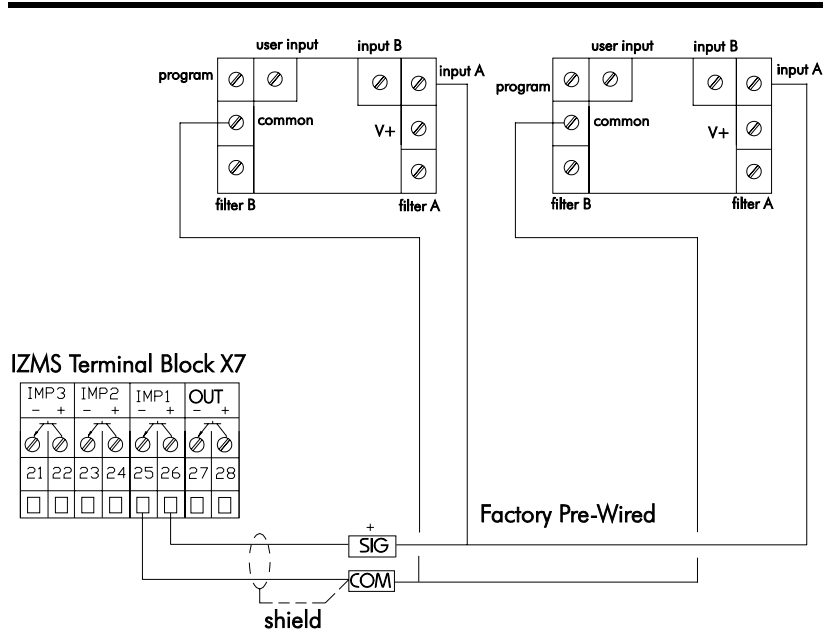 user input input B
program input A
common
V+
filter B filter A
user input input B
program input A
common
V+
filter B filter A
IZMS Terminal Block X7
IMP3 IMP2 IMP1 OUT
- + - + - + - +
21 22 23 24 25 26 27 28
Factory Pre-Wired
+
SIG
COM
shield